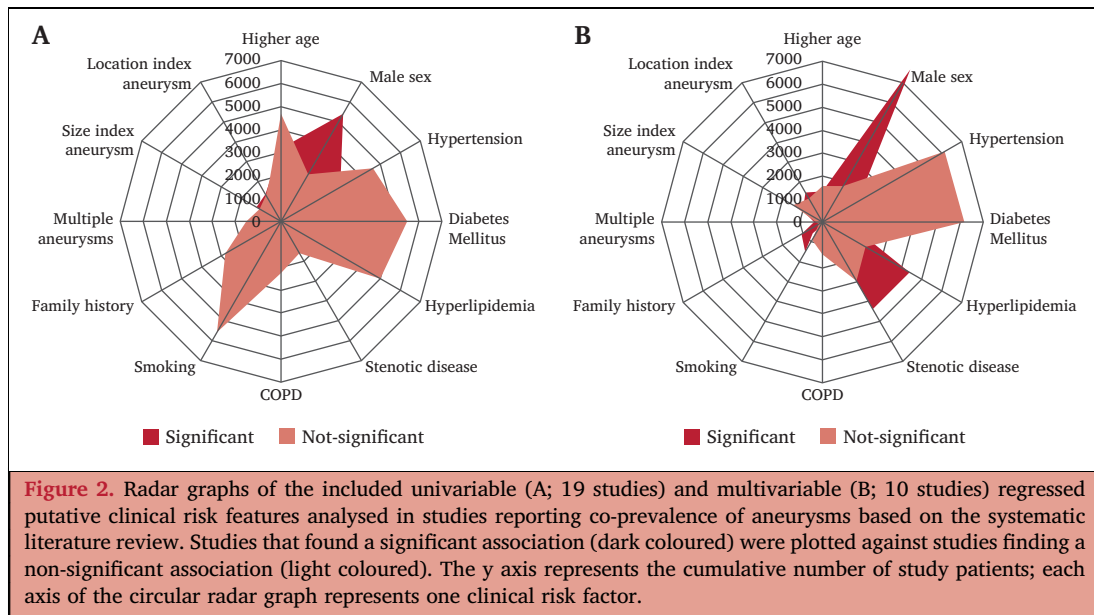 A
Higher age
7000
6000
5000
4000
3000
2000
1000
0
Male sex
Hypertension
Diabetes
Mellitus
Hyperlipidemia
Stenotic disease
COPD
Smoking
Family history
Multiple
aneurysms
Size index
aneurysm
Location index
aneurysm
Significant
Not-significant
B
Higher age
7000
6000
5000
4000
3000
2000
1000
0
Male sex
Hypertension
Diabetes
Mellitus
Hyperlipidemia
Stenotic disease
COPD
Smoking
Family history
Multiple
aneurysms
Size index
aneurysm
Location index
aneurysm
Significant
Not-significant
Figure 2. Radar graphs of the included univariable (A; 19 studies) and multivariable (B; 10 studies) regressed
putative clinical risk features analysed in studies reporting co-prevalence of aneurysms based on the systematic
literature review. Studies that found a significant association (dark coloured) were plotted against studies finding a
non-significant association (light coloured). The y axis represents the cumulative number of study patients; each
axis of the circular radar graph represents one clinical risk factor.